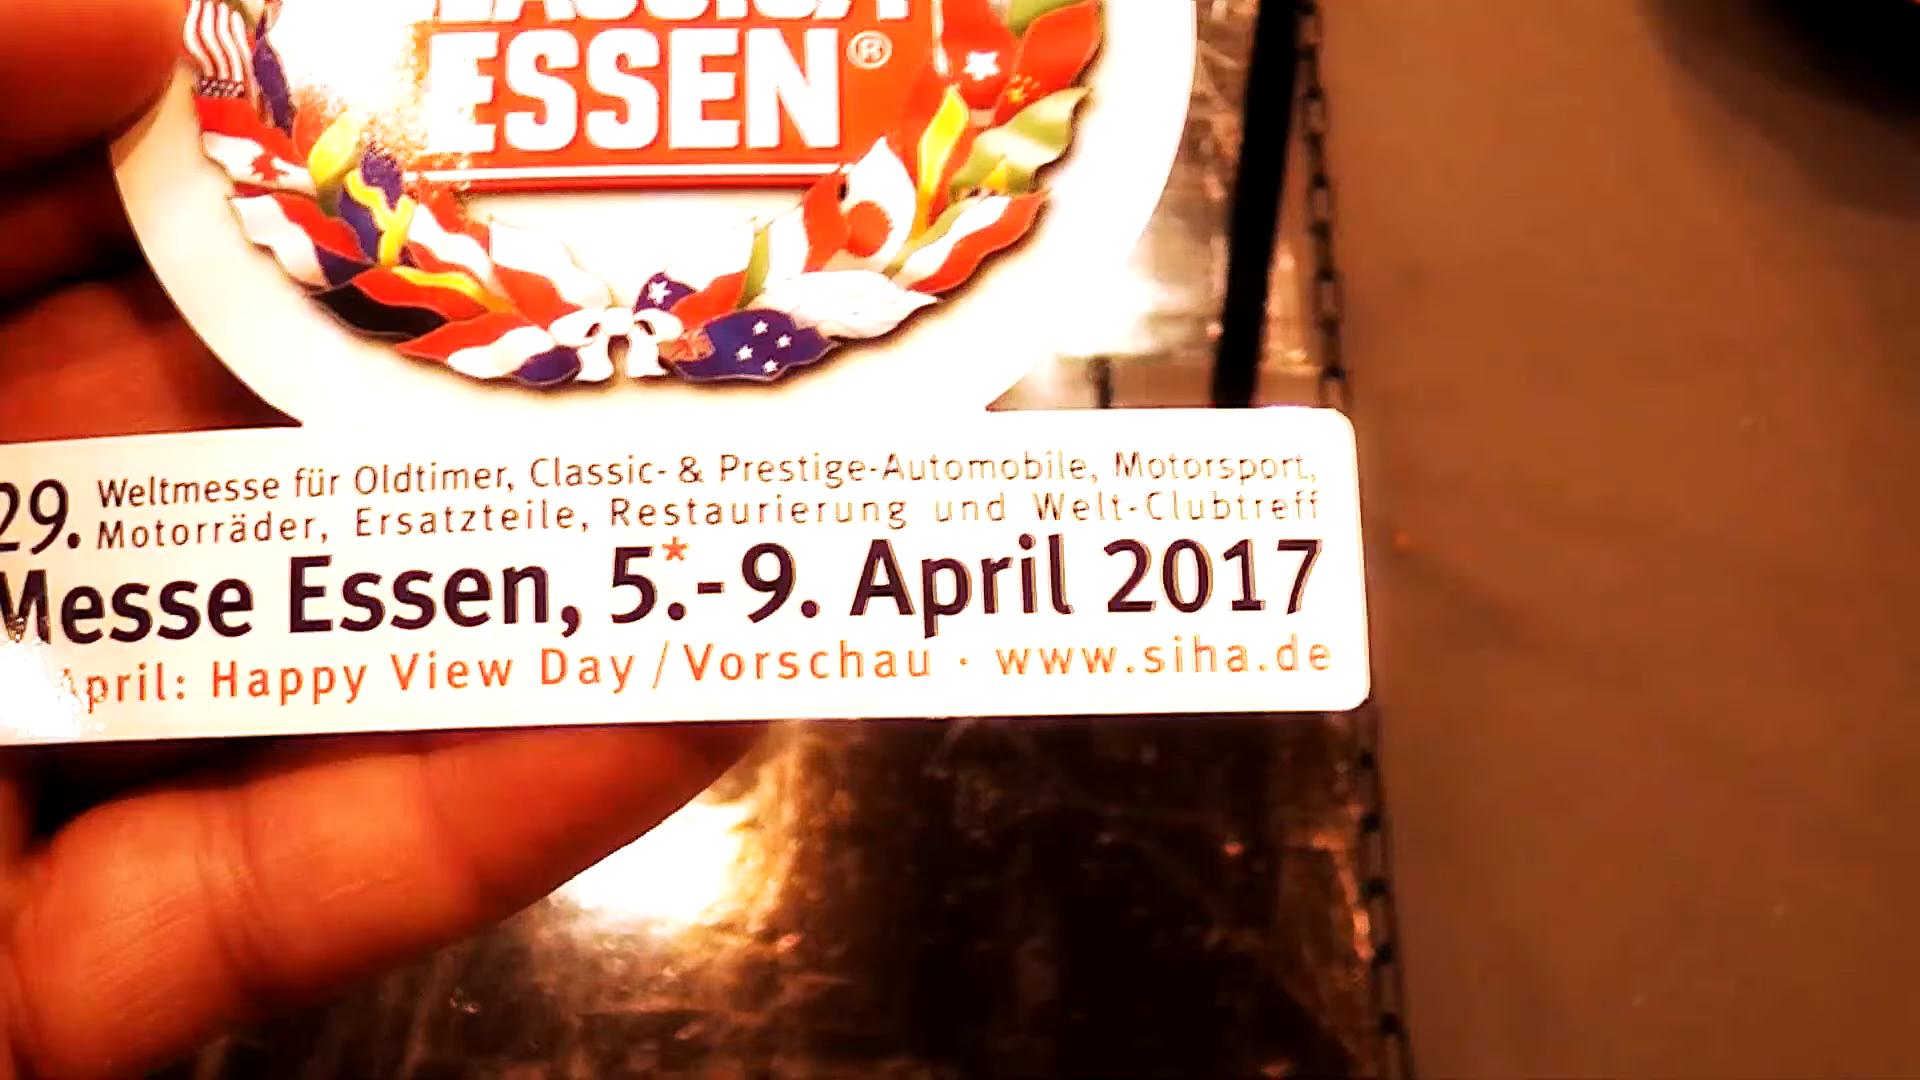 ESSEN®
29. Weltmesse für Oldtimer, Classic- & Prestige-Automobile, Motorsport,
Motorräder, Ersatzteile, Restaurierung und Welt-Clubtreff
Messe Essen, 5.*-9. April 2017
April: Happy View Day / Vorschau · www.siha.de